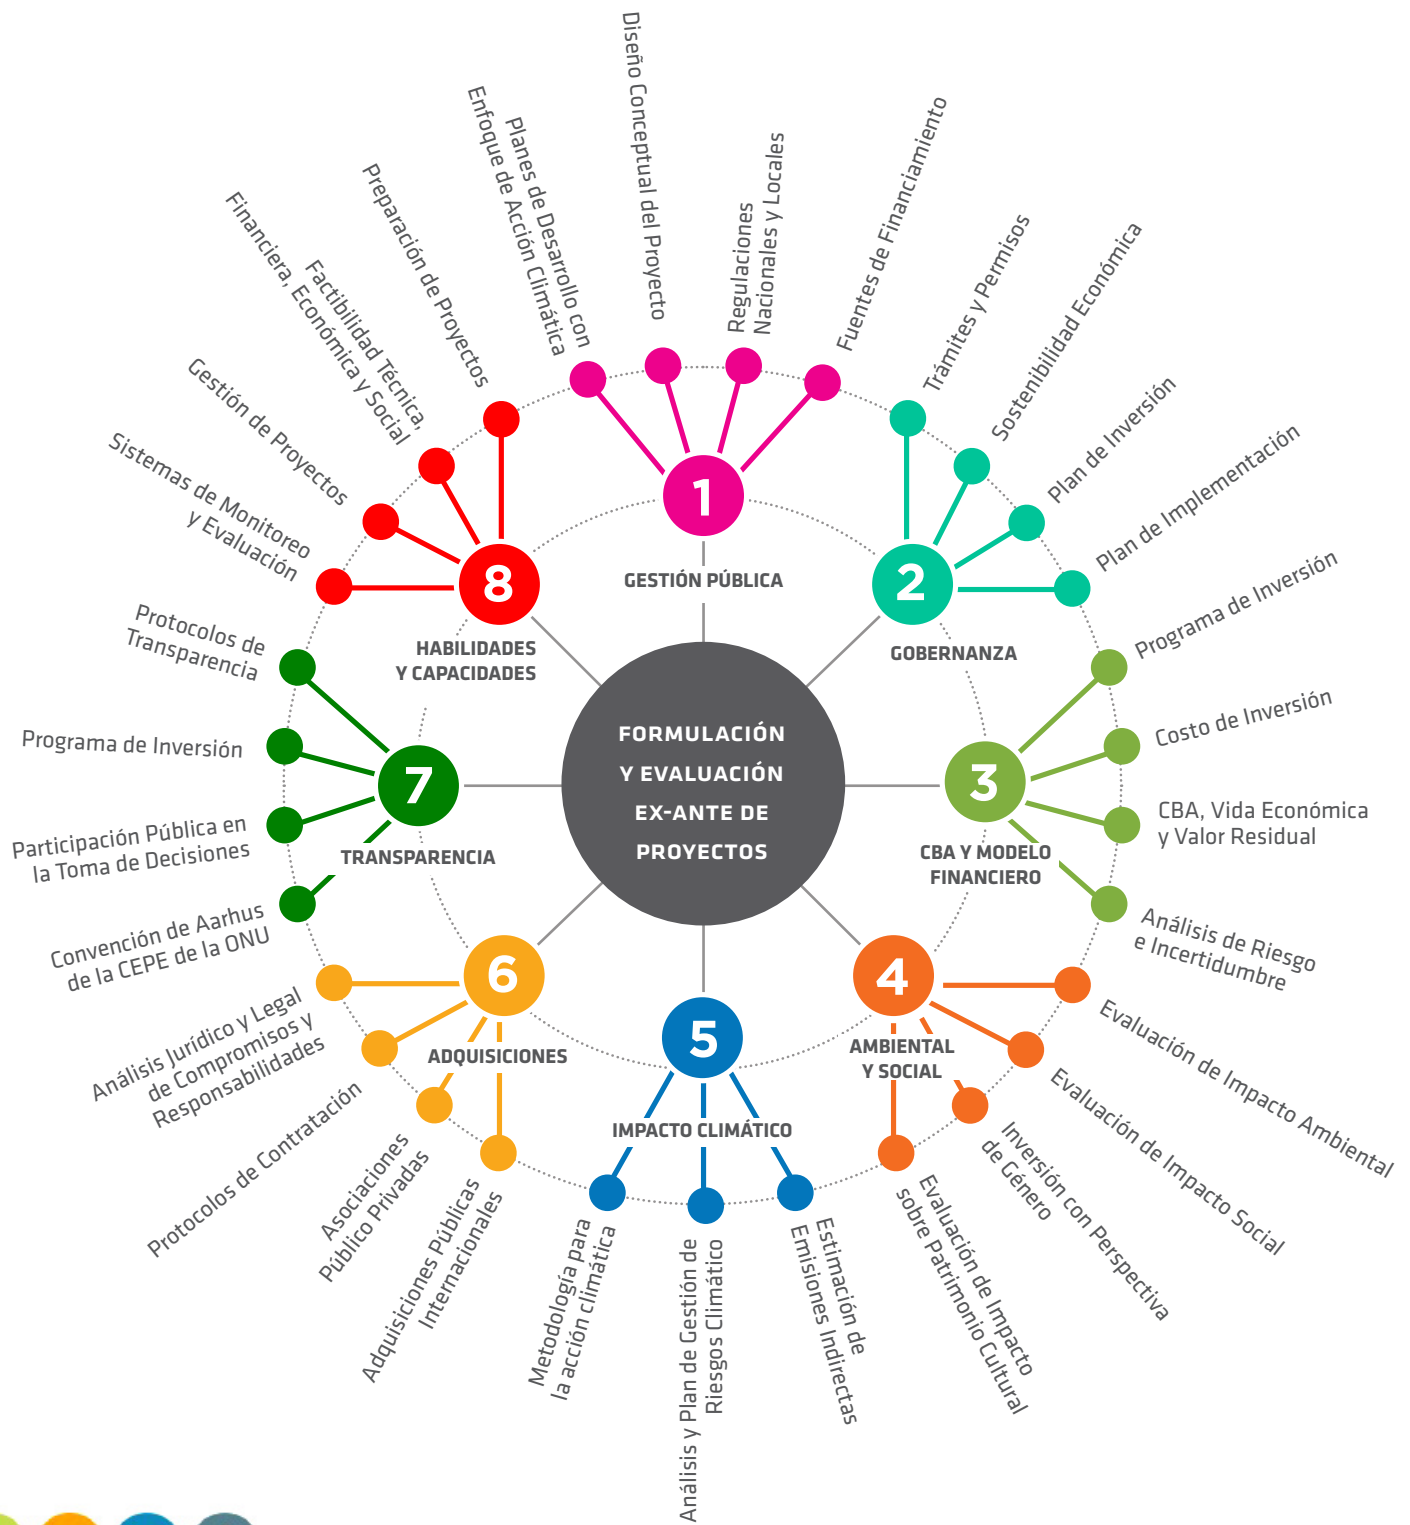 FORMULACIÓN
Y EVALUACIÓN
EX-ANTE DE
PROYECTOS
1
GESTIÓN PÚBLICA
Planes de Desarrollo con
Enfoque de Acción Climática
Diseño Conceptual del Proyecto
Regulaciones
Nacionales y Locales
Fuentes de Financiamiento
2
GOBERNANZA
Trámites y Permisos
Sostenibilidad Económica
Plan de Inversión
Plan de Implementación
3
CBA Y MODELO
FINANCIERO
Programa de Inversión
Costo de Inversión
CBA, Vida Económica
y Valor Residual
Análisis de Riesgo
e Incertidumbre
4
AMBIENTAL
Y SOCIAL
Evaluación de Impacto Ambiental
Evaluación de Impacto Social
Inversión con Perspectiva
de Género
Evaluación de Impacto
sobre Patrimonio Cultural
5
IMPACTO CLIMÁTICO
Estimación de
Emisiones Indirectas
Análisis y Plan de Gestión de
Riesgos Climático
Metodología para
la acción climática
6
ADQUISICIONES
Adquisiciones Públicas
Internacionales
Asociaciones
Público Privadas
Protocolos de Contratación
Análisis Jurídico y Legal
de Compromisos y
Responsabilidades
7
TRANSPARENCIA
Convención de Aarhus
de la CEPE de la ONU
Participación Pública en
la Toma de Decisiones
Programa de Inversión
Protocolos de
Transparencia
8
HABILIDADES
Y CAPACIDADES
Sistemas de Monitoreo
y Evaluación
Gestión de Proyectos
Factibilidad Técnica,
Financiera, Económica y Social
Preparación de Proyectos